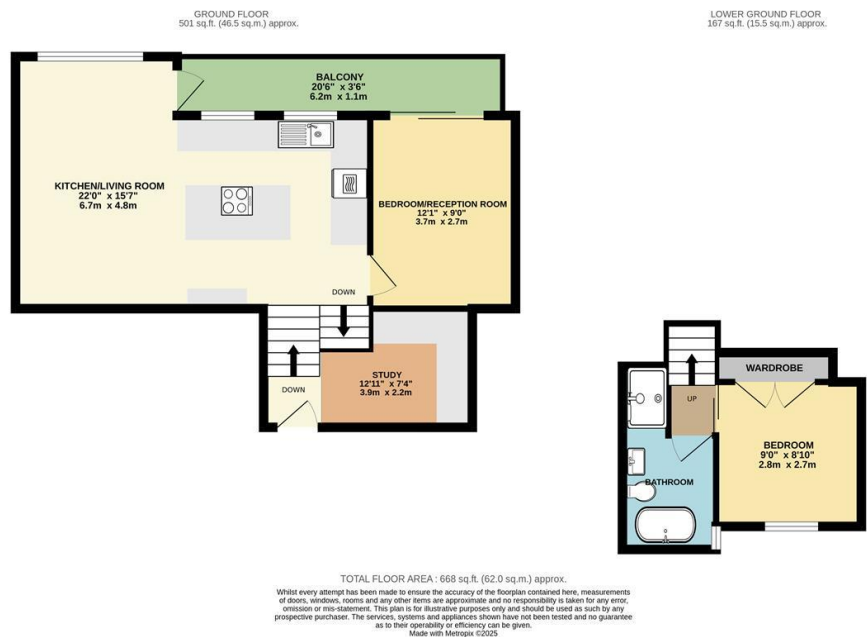 GROUND FLOOR
501 sq.ft. (46.5 sq.m.) approx.
LOWER GROUND FLOOR
167 sq.ft. (15.5 sq.m.) approx.
BALCONY
20'6" x 3'6"
6.2m x 1.1m
KITCHEN/LIVING ROOM
22'0" x 15'7"
6.7m x 4.8m
BEDROOM/RECEPTION ROOM
12'1" x 9'0"
3.7m x 2.7m
DOWN
DOWN
STUDY
12'11" x 7'4"
3.9m x 2.2m
WARDROBE
UP
BEDROOM
9'0" x 8'10"
2.8m x 2.7m
BATHROOM
TOTAL FLOOR AREA : 668 sq.ft. (62.0 sq.m.) approx.
Whilst every attempt has been made to ensure the accuracy of the floorplan contained here, measurements
of doors, windows, rooms and any other items are approximate and no responsibility is taken for any error,
omission or mis-statement. This plan is for illustrative purposes only and should be used as such by any
prospective purchaser. The services, systems and appliances shown have not been tested and no guarantee
as to their operability or efficiency can be given.
Made with Metropix ©2025